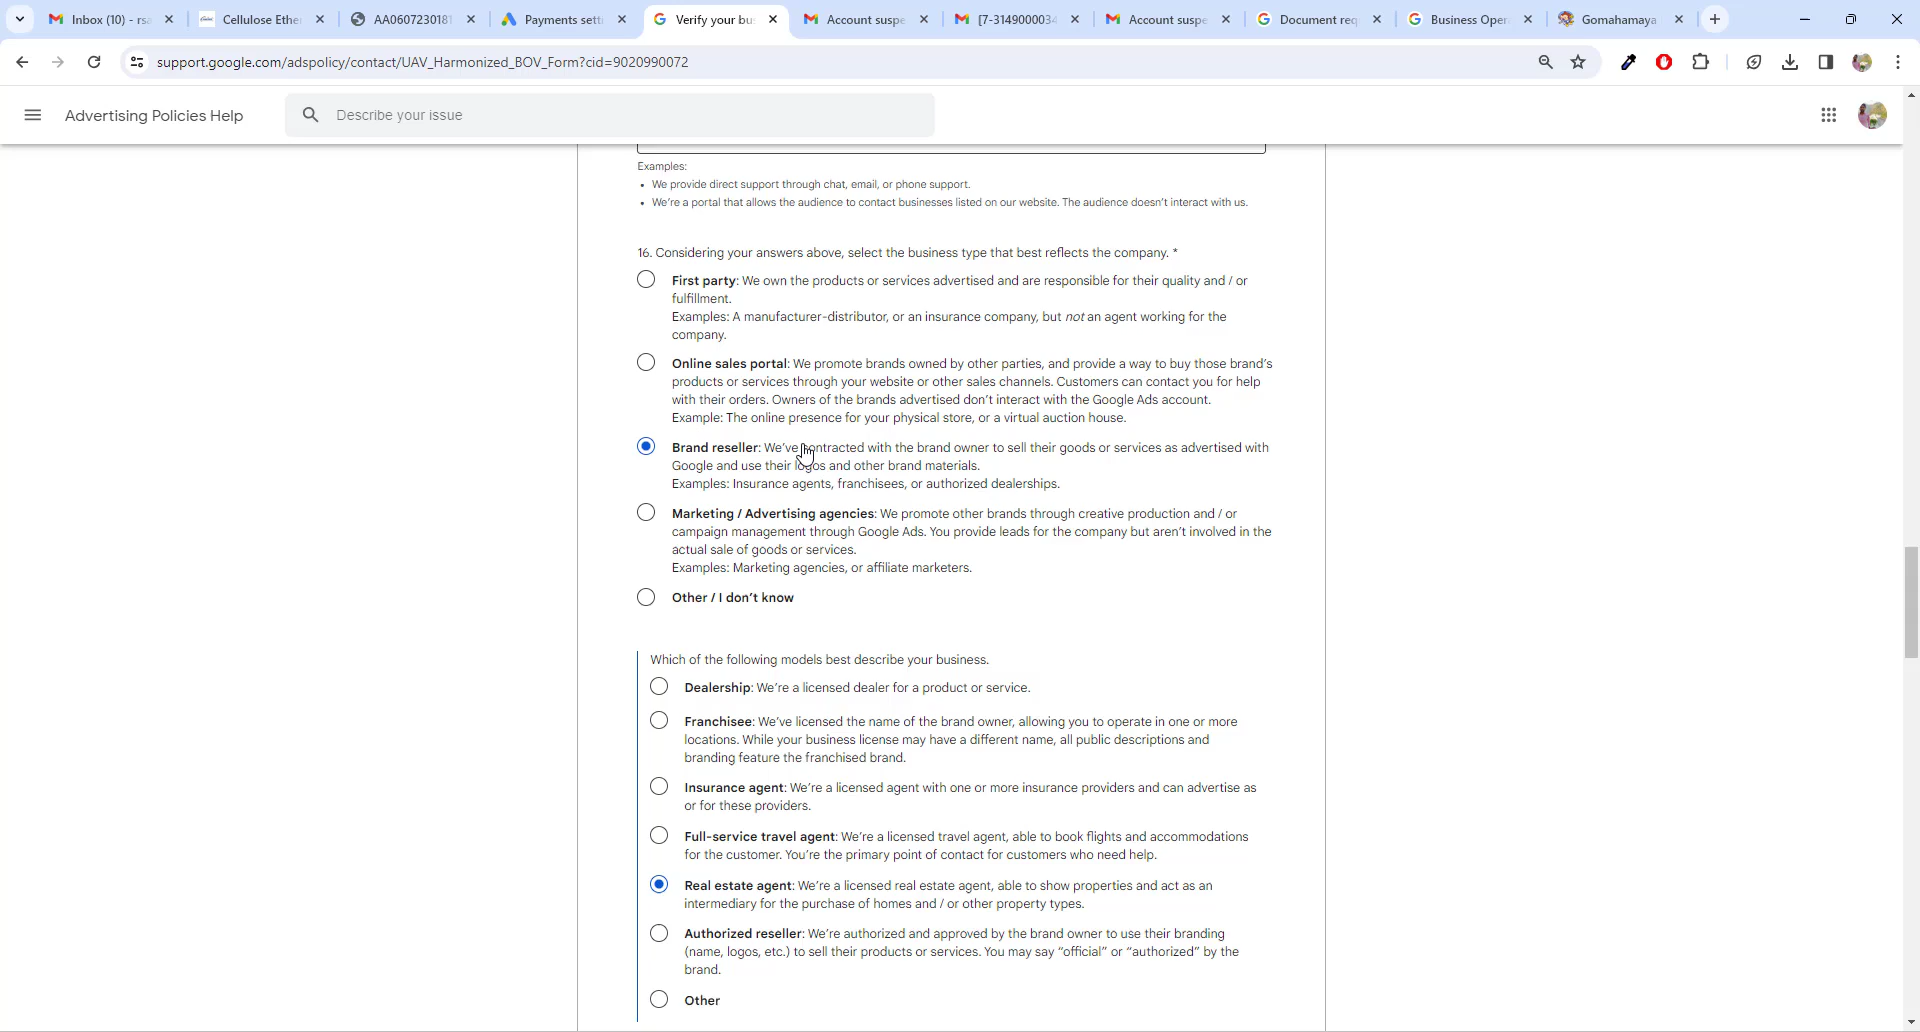 Inbox (10) - rsa
Cellulose Ethe
AA060723018
Payments sett
Verify your bu
Account suspe
[7-3149000034
Account suspe
Document req
Business Oper
Gomahamaya
support.google.com/adspolicy/contact/UAV_Harmonized_BOV_Form?cid=9020990072
Advertising Policies Help
Describe your issue
Examples:
• We provide direct support through chat, email, or phone support.
• We're a portal that allows the audience to contact businesses listed on our website. The audience doesn't interact with us.
16. Considering your answers above, select the business type that best reflects the company. *
First party: We own the products or services advertised and are responsible for their quality and / or
fulfillment.
Examples: A manufacturer-distributor, or an insurance company, but not an agent working for the
company.
Online sales portal: We promote brands owned by other parties, and provide a way to buy those brand's
products or services through your website or other sales channels. Customers can contact you for help
with their orders. Owners of the brands advertised don't interact with the Google Ads account.
Example: The online presence for your physical store, or a virtual auction house.
Brand reseller: We've contracted with the brand owner to sell their goods or services as advertised with
Google and use their logos and other brand materials.
Examples: Insurance agents, franchisees, or authorized dealerships.
Marketing / Advertising agencies: We promote other brands through creative production and / or
campaign management through Google Ads. You provide leads for the company but aren't involved in the
actual sale of goods or services.
Examples: Marketing agencies, or affiliate marketers.
Other / I don't know
Which of the following models best describe your business.
Dealership: We're a licensed dealer for a product or service.
Franchisee: We've licensed the name of the brand owner, allowing you to operate in one or more
locations. While your business license may have a different name, all public descriptions and
branding feature the franchised brand.
Insurance agent: We're a licensed agent with one or more insurance providers and can advertise as
or for these providers.
Full-service travel agent: We're a licensed travel agent, able to book flights and accommodations
for the customer. You're the primary point of contact for customers who need help.
Real estate agent: We're a licensed real estate agent, able to show properties and act as an
intermediary for the purchase of homes and / or other property types.
Authorized reseller: We're authorized and approved by the brand owner to use their branding
(name, logos, etc.) to sell their products or services. You may say “official” or “authorized” by the
brand.
Other